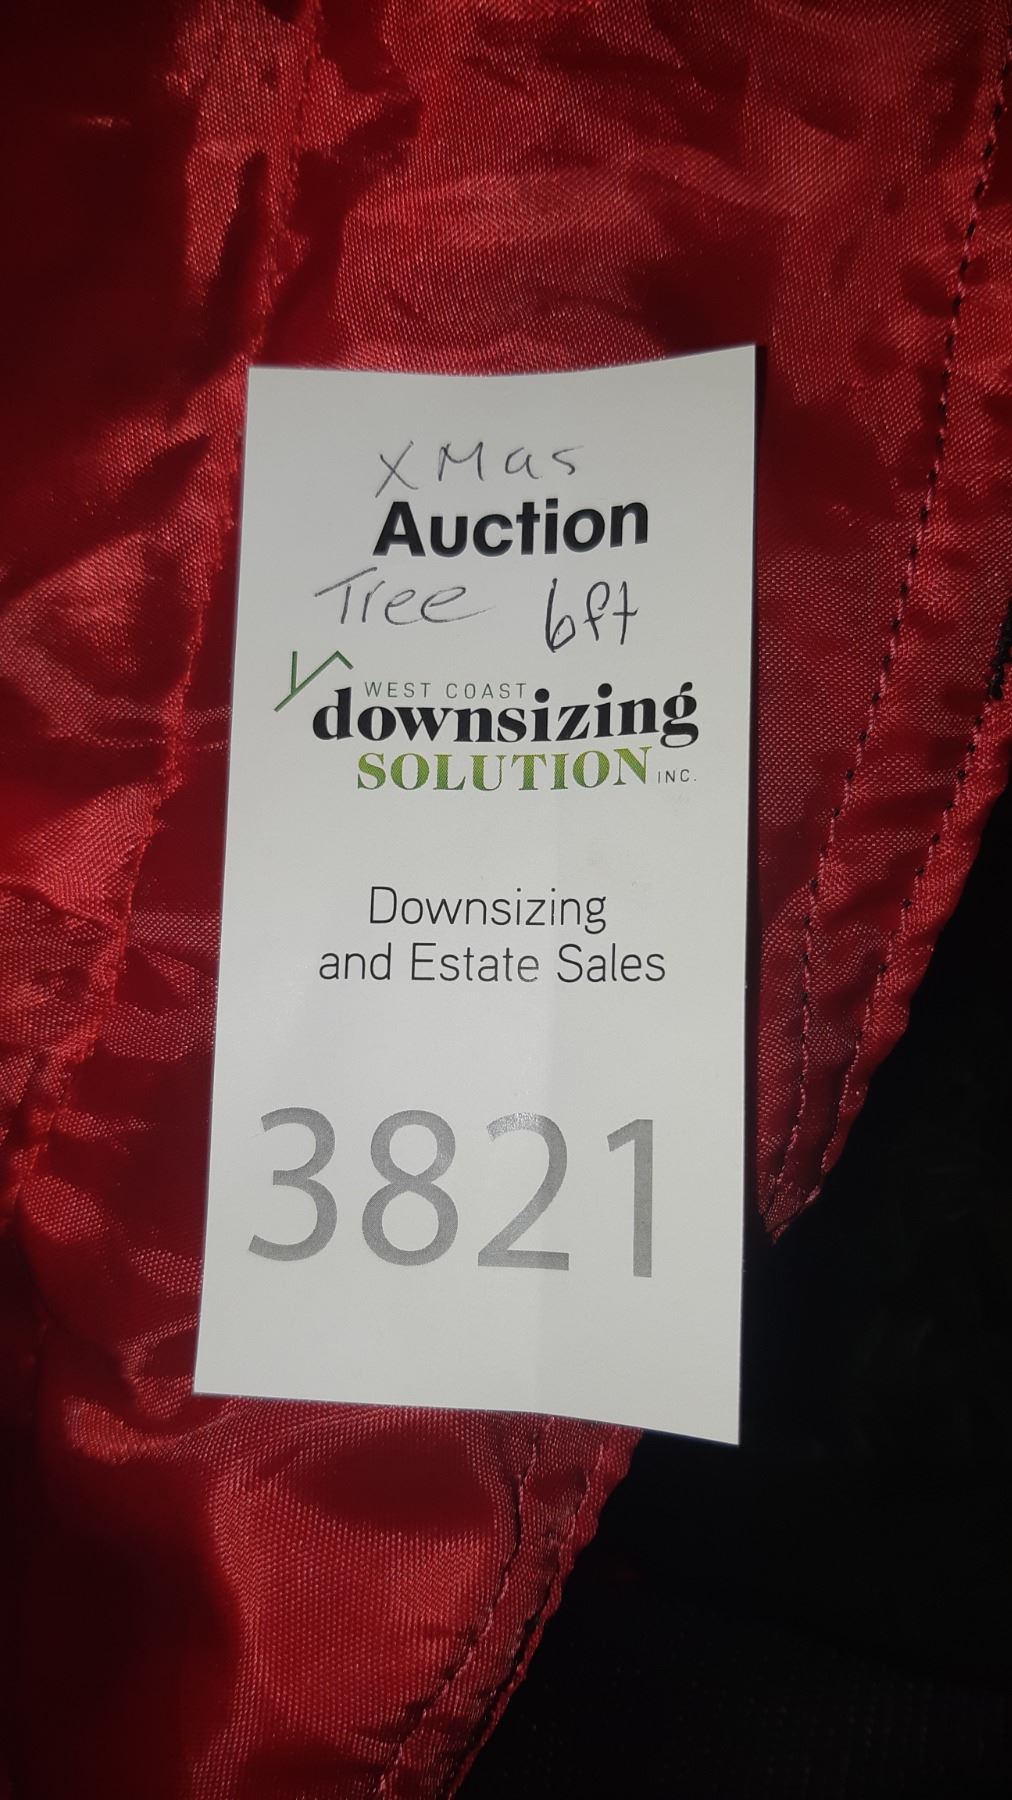 XMas
Auction
Tree 6ft
WEST COAST
downsizing
SOLUTION INC.
Downsizing
and Estate Sales
3821